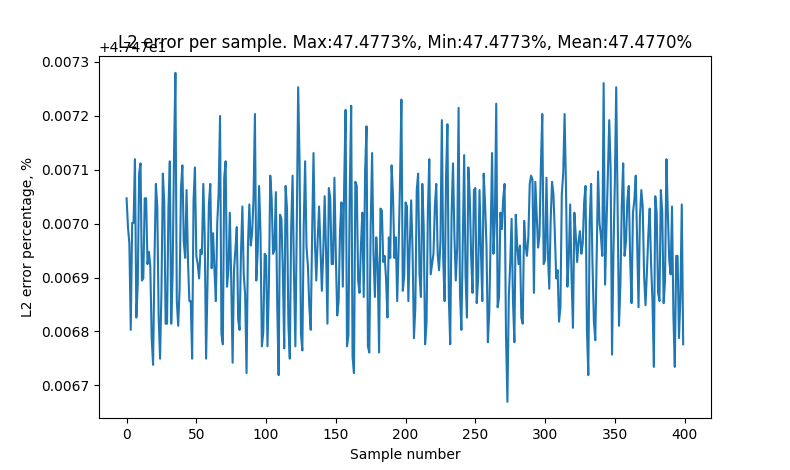 L2 error per sample. Max:47.4773%, Min:47.4773%, Mean:47.4770%
+4.747e1
0.0073
0.0072
0.0071
0.0070
0.0069
0.0068
0.0067
L2 error percentage, %
0 50 100 150 200 250 300 350 400
Sample number